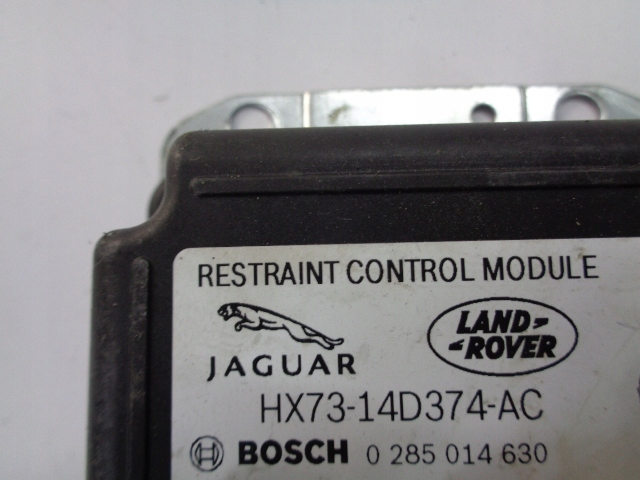 RESTRAINT CONTROL MODULE
JAGUAR
LAND-
-ROVER
HX73-14D374-AC
BOSCH 0 285 014 630